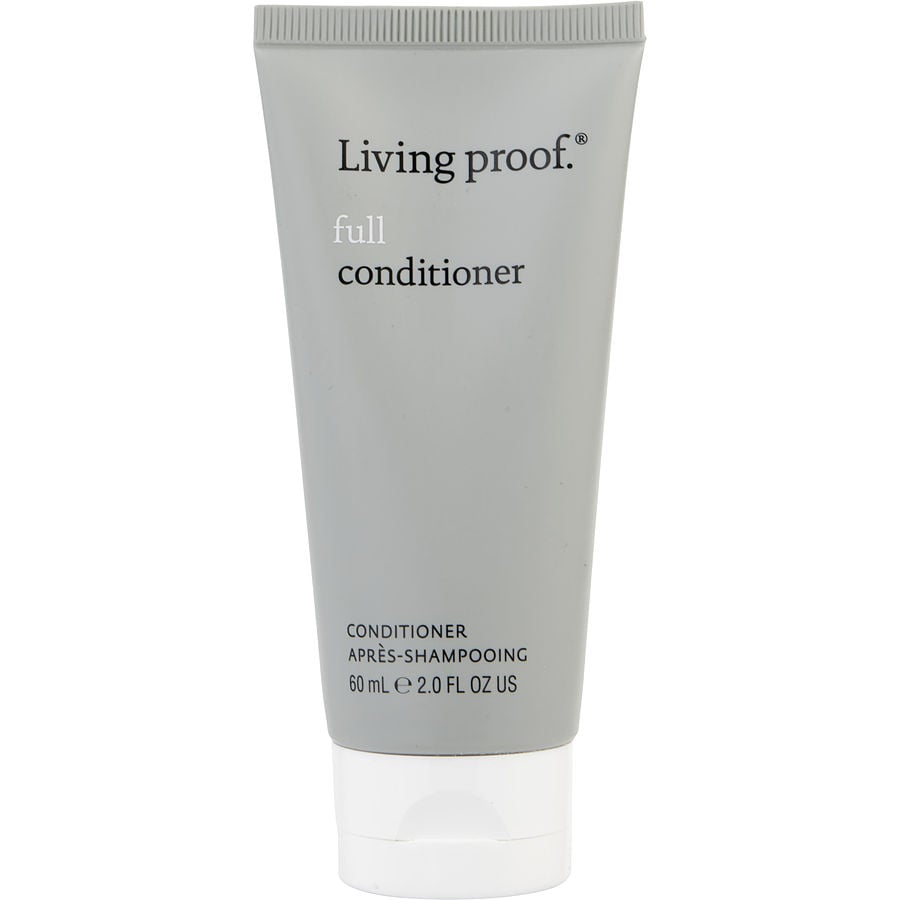 Living proof.®
full
conditioner
CONDITIONER
APRÈS-SHAMPOOING
60 mL ℮ 2.0 FL OZ US